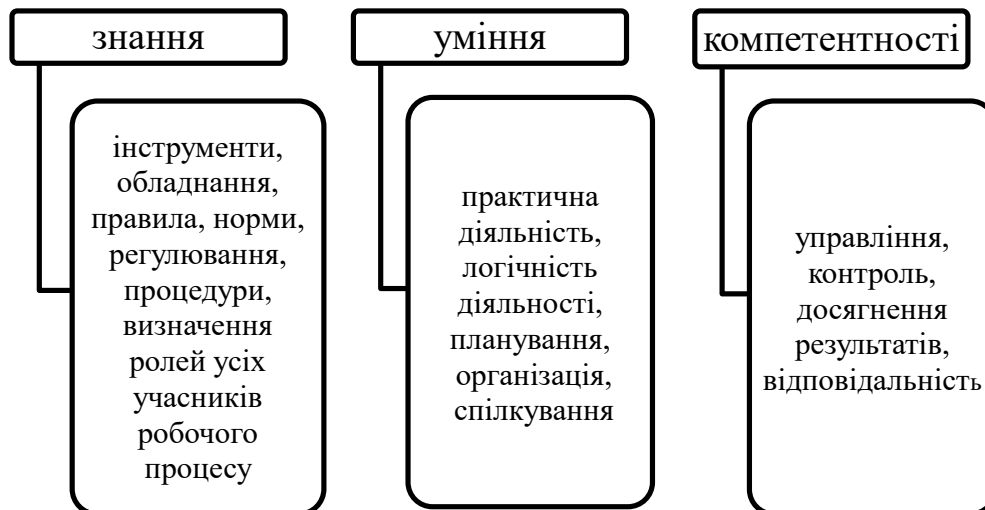 знання
інструменти,
обладнання,
правила, норми,
регулювання,
процедури,
визначення
ролей усіх
учасників
робочого
процесу
уміння
практична
діяльність,
логічність
діяльності,
планування,
організація,
спілкування
компетентності
управління,
контроль,
досягнення
результатів,
відповідальність